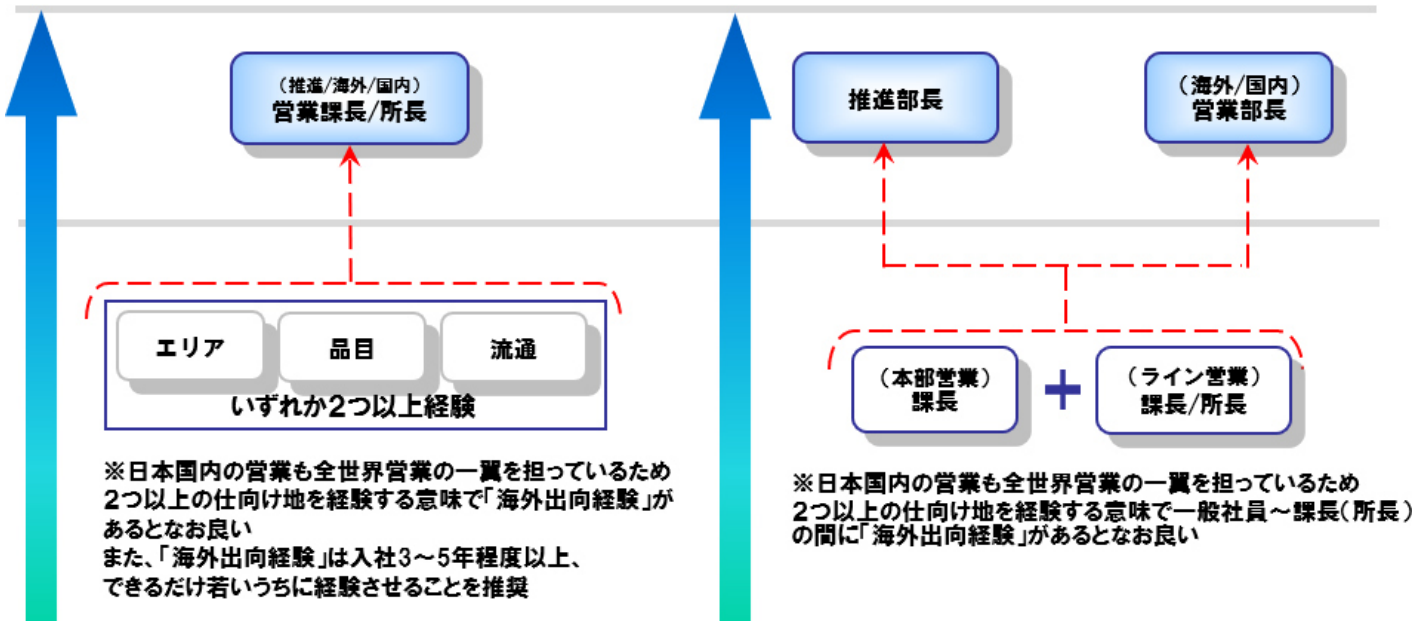 (推進/海外/国内)
営業課長/所長
エリア
品目
流通
いずれか2つ以上経験
※日本国内の営業も全世界営業の一翼を担っているため
2つ以上の仕向け地を経験する意味で「海外出向経験」が
あるとなお良い
また、「海外出向経験」は入社3~5年程度以上、
できるだけ若いうちに経験させることを推奨
推進部長
(海外/国内)
営業部長
(本部営業)
課長
+
(ライン営業)
課長/所長
※日本国内の営業も全世界営業の一翼を担っているため
2つ以上の仕向け地を経験する意味で一般社員~課長(所長)
の間に「海外出向経験」があるとなお良い